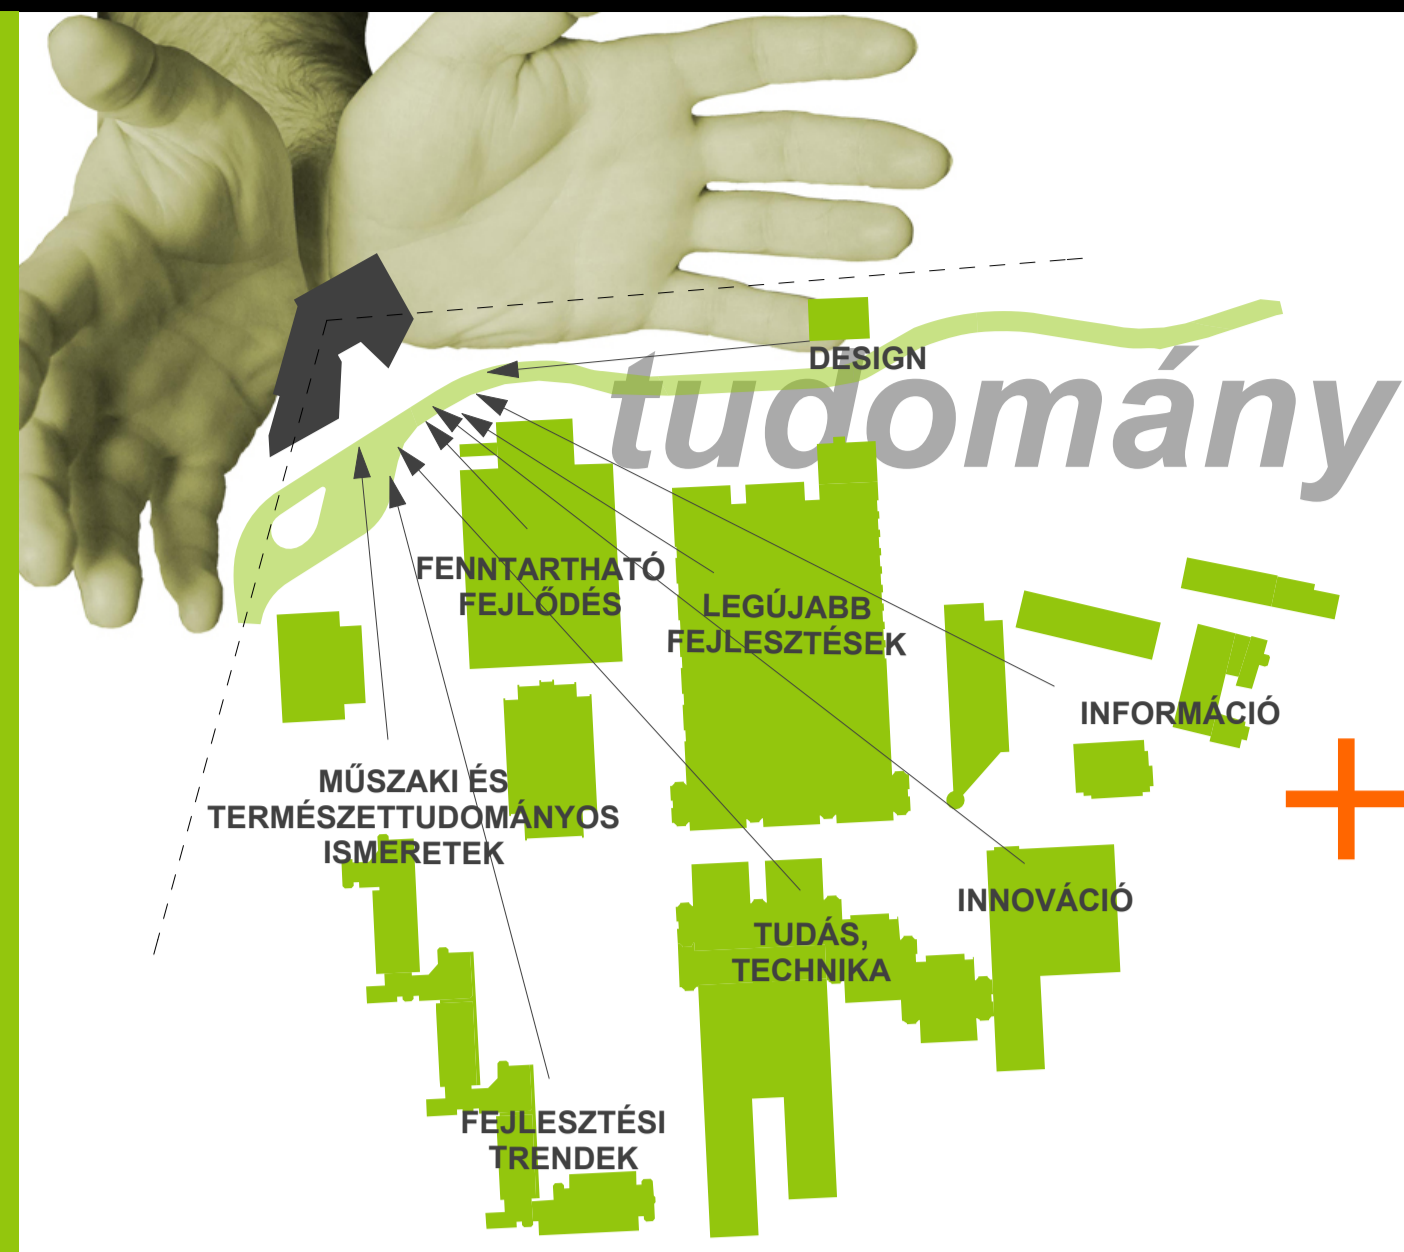 DESIGN
tudomány
FENNTARTHATÓ
FEJLŐDÉS
LEGÚJABB
FEJLESZTÉSEK
INFORMÁCIÓ
MŰSZAKI ÉS
TERMÉSZETTUDOMÁNYOS
ISMERETEK
INNOVÁCIÓ
TUDÁS,
TECHNIKA
FEJLESZTÉSI
TRENDEK